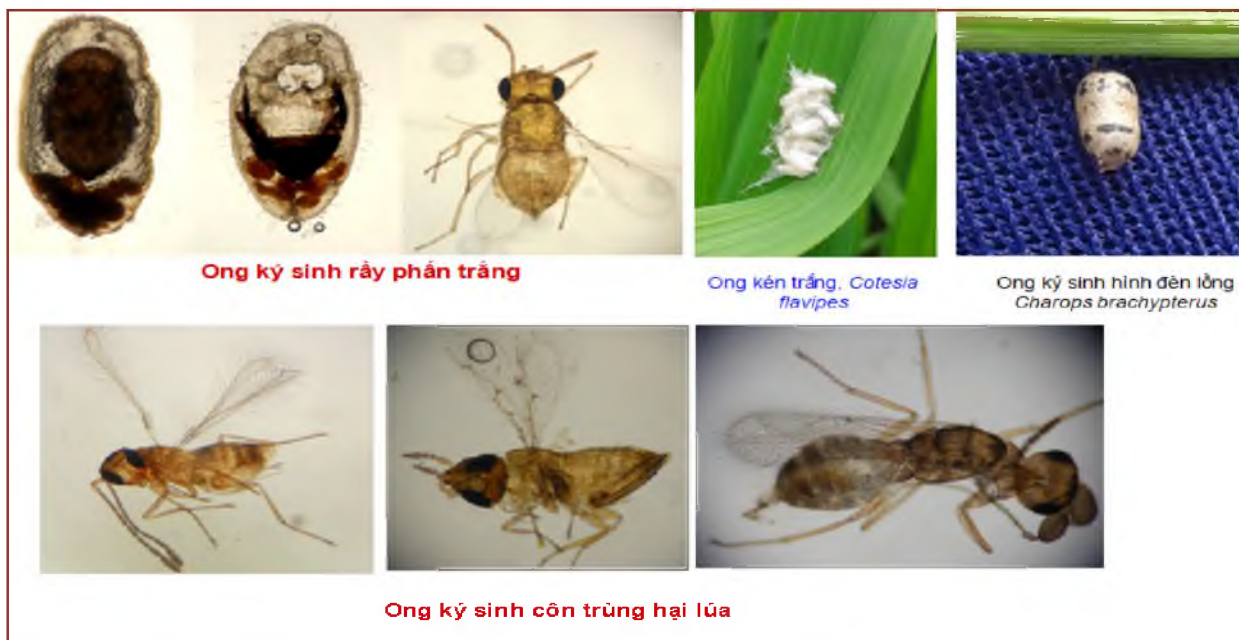 Ong ký sinh rầy phấn trắng
Ong kén trắng, Cotesia
flavipes
Ong ký sinh hình đèn lồng
Charops brachypterus
Ong ký sinh côn trùng hại lúa